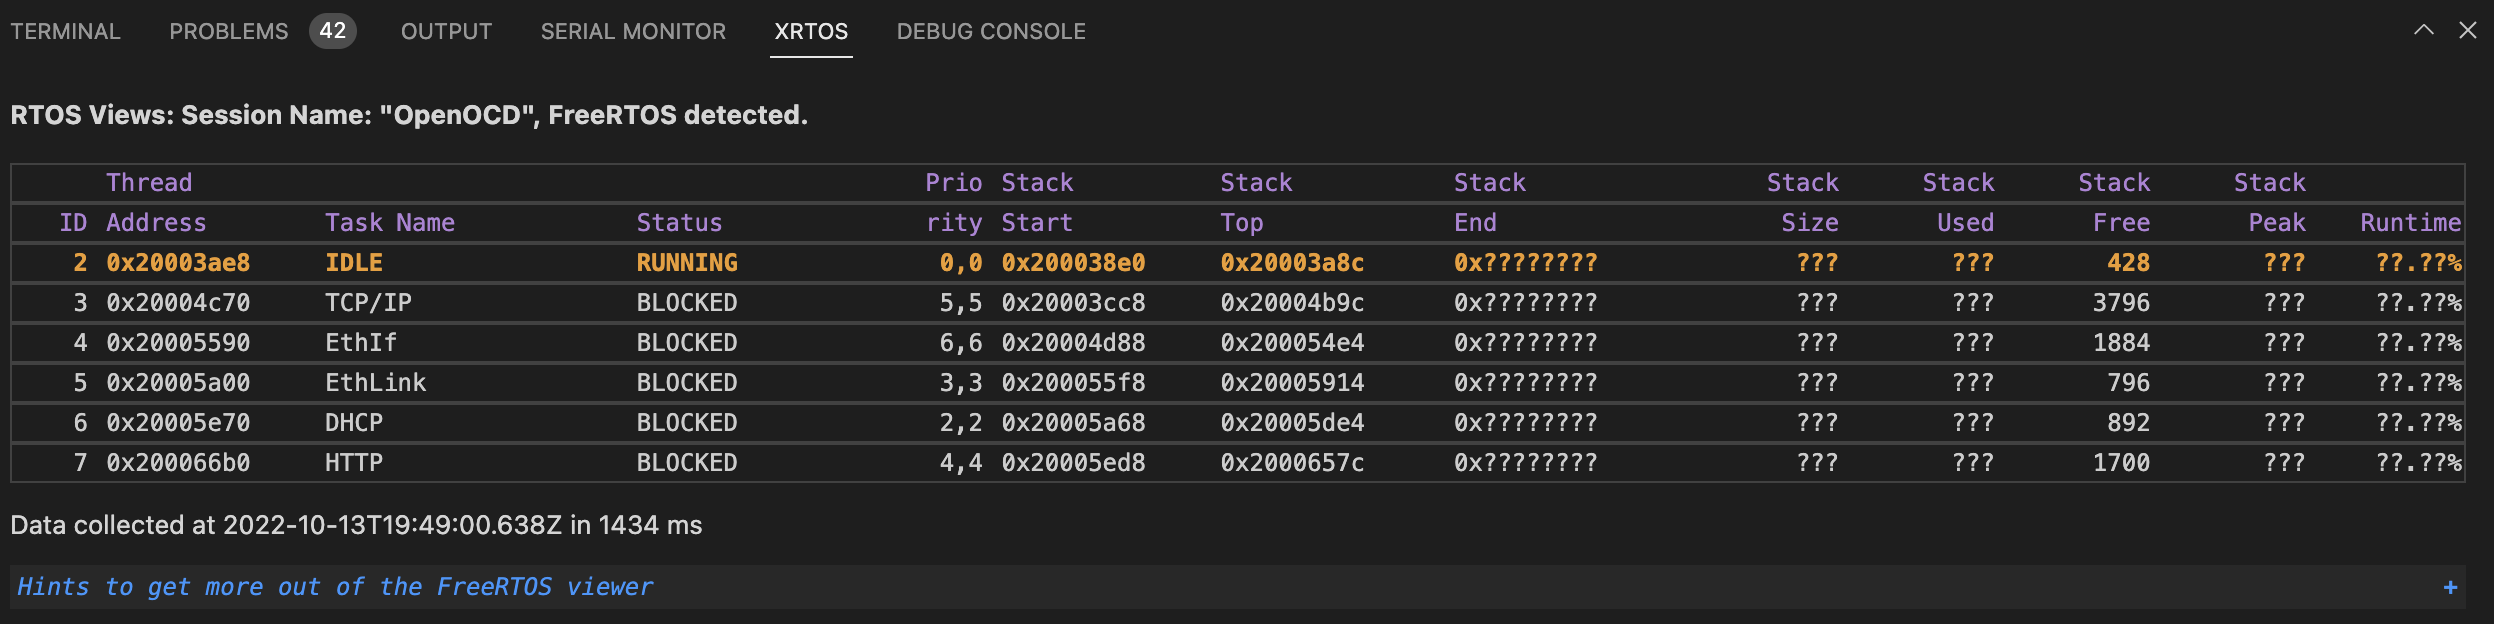 TERMINAL PROBLEMS 42 OUTPUT SERIAL MONITOR XRTOS DEBUG CONSOLE
RTOS Views: Session Name: "OpenOCD", FreeRTOS detected.
Thread Prio Stack Stack Stack Stack Stack Stack Stack
ID Address Task Name Status rity Start Top End Size Used Free Peak Runtime
2 0x20003ae8 IDLE RUNNING 0,0 0x200038e0 0x20003a8c 0x???????? ??? ??? 428 ??? ??.??%
3 0x20004c70 TCP/IP BLOCKED 5,5 0x20003cc8 0x20004b9c 0x???????? ??? ??? 3796 ??? ??.??%
4 0x20005590 EthIf BLOCKED 6,6 0x20004d88 0x200054e4 0x???????? ??? ??? 1884 ??? ??.??%
5 0x20005a00 EthLink BLOCKED 3,3 0x200055f8 0x20005914 0x???????? ??? ??? 796 ??? ??.??%
6 0x20005e70 DHCP BLOCKED 2,2 0x20005a68 0x20005de4 0x???????? ??? ??? 892 ??? ??.??%
7 0x200066b0 HTTP BLOCKED 4,4 0x20005ed8 0x2000657c 0x???????? ??? ??? 1700 ??? ??.??%
Data collected at 2022-10-13T19:49:00.638Z in 1434 ms
Hints to get more out of the FreeRTOS viewer +